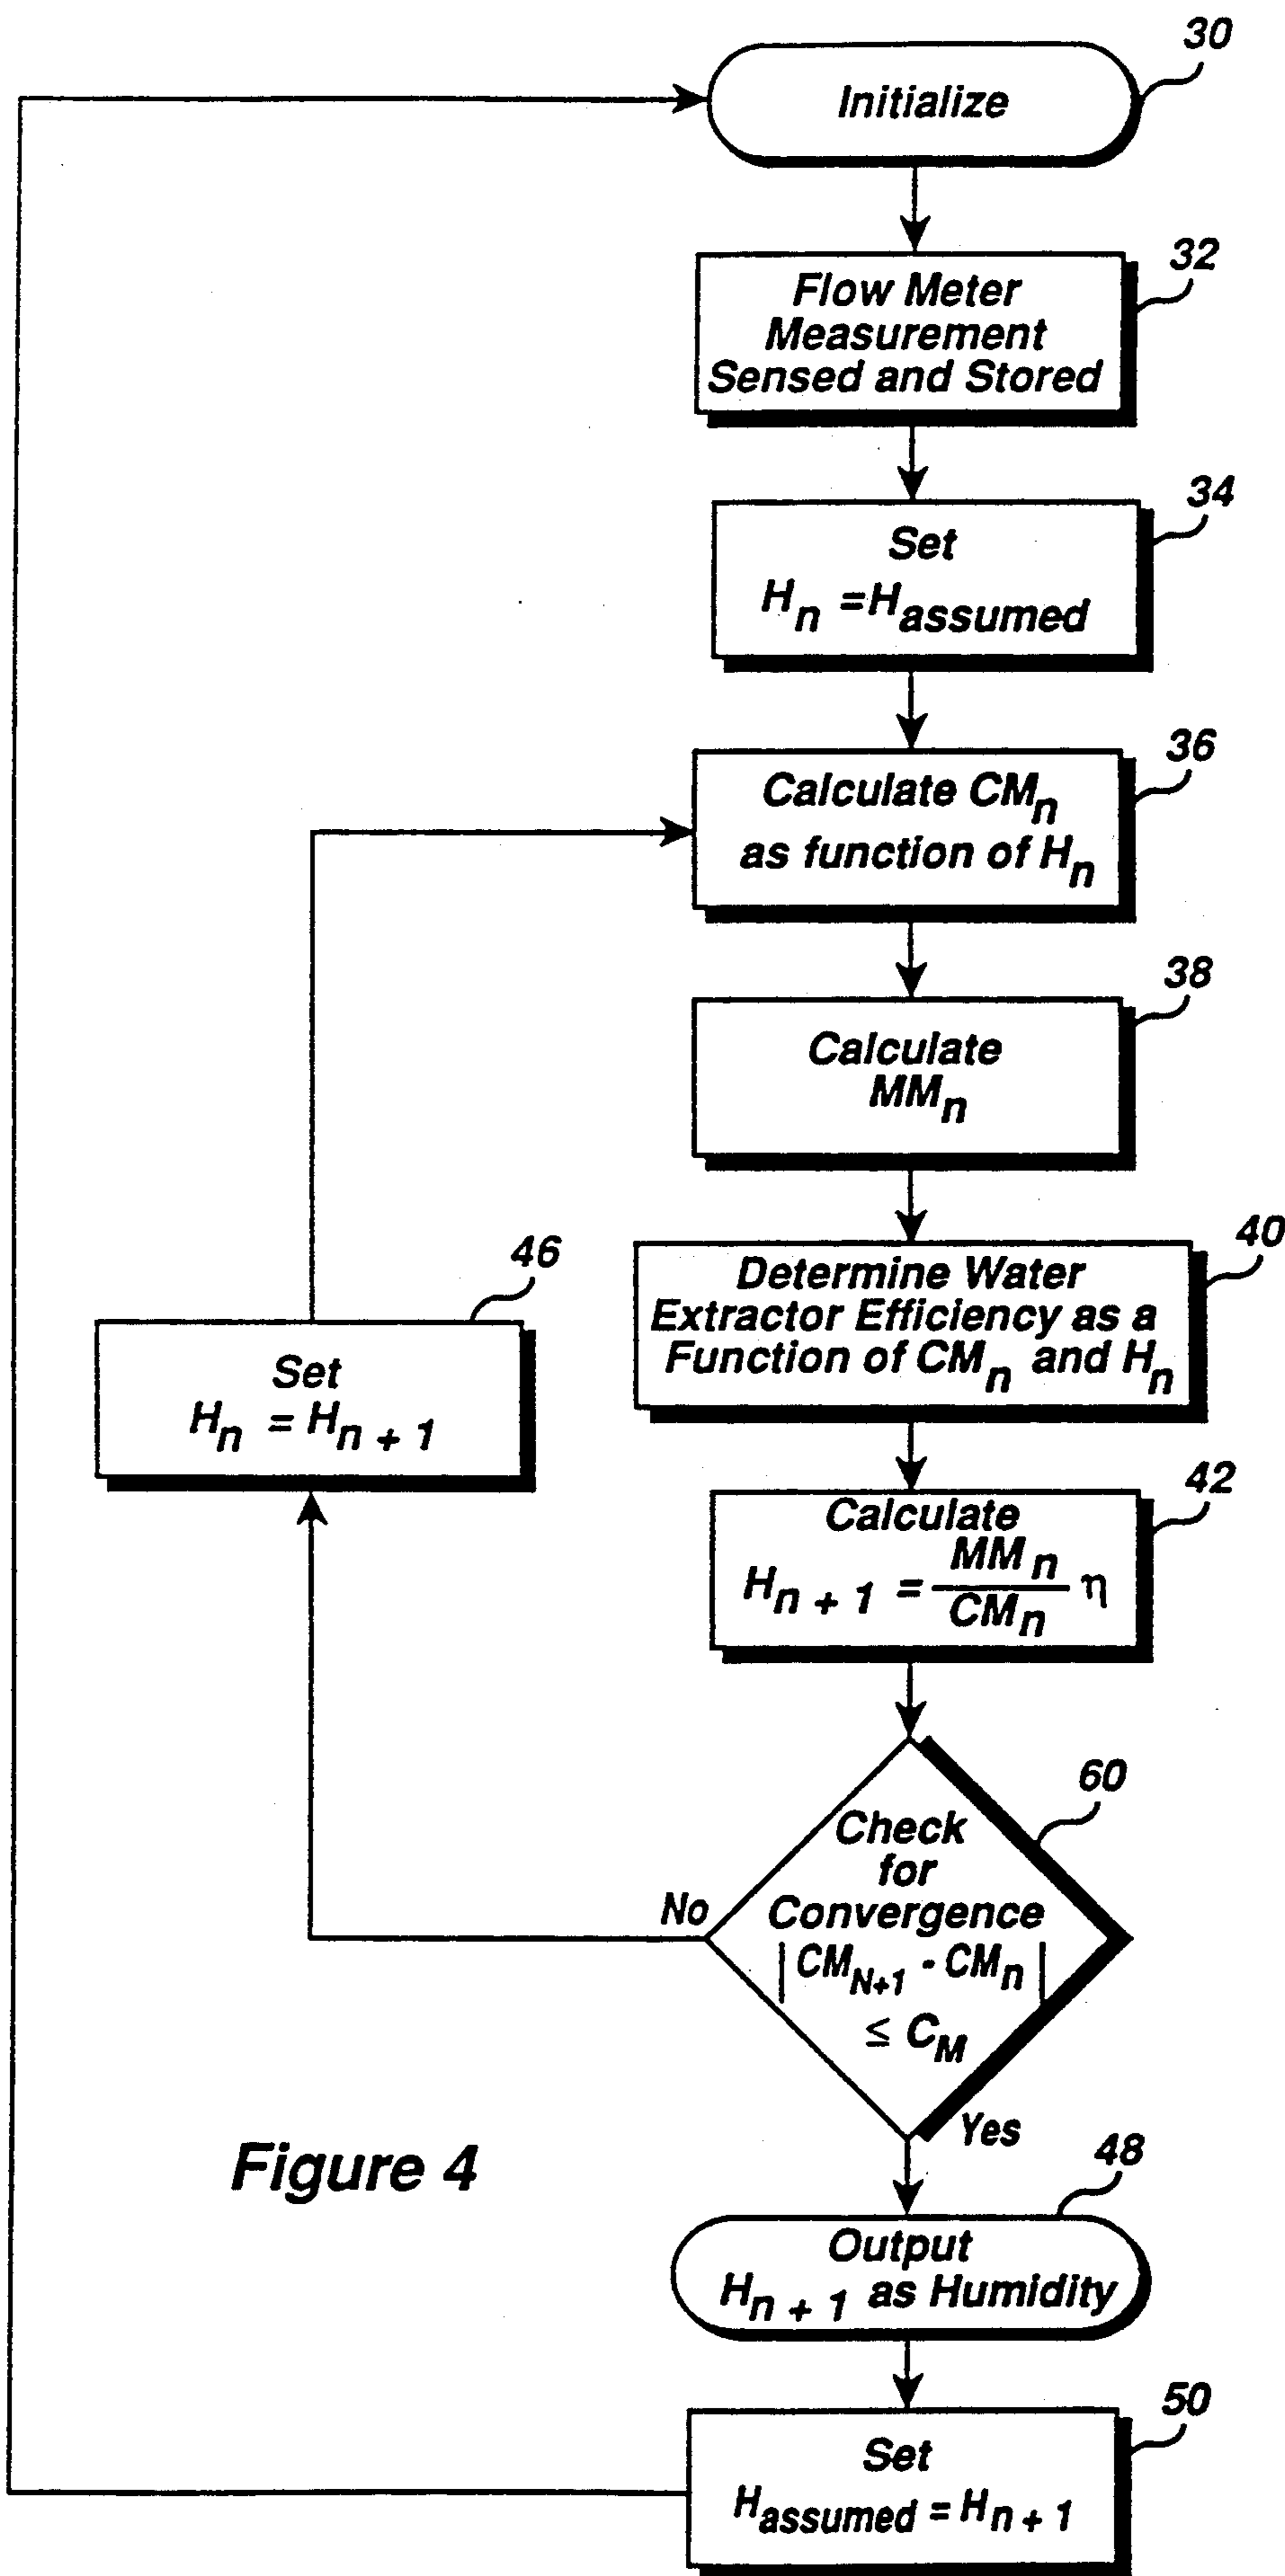 30
Initialize
32
Flow Meter
Measurement
Sensed and Stored
34
Set
Hn = Hassumed
36
Calculate CMn
as function of Hn
38
Calculate
MMn
40
Determine Water
Extractor Efficiency as a
Function of CMn and Hn
46
Set
Hn = Hn + 1
42
Calculate
Hn + 1 = MMn / CMn η
60
Check
for
Convergence
| CMN+1 - CMn |
≤ CM
No
Yes
Figure 4
48
Output
Hn + 1 as Humidity
50
Set
Hassumed = Hn + 1